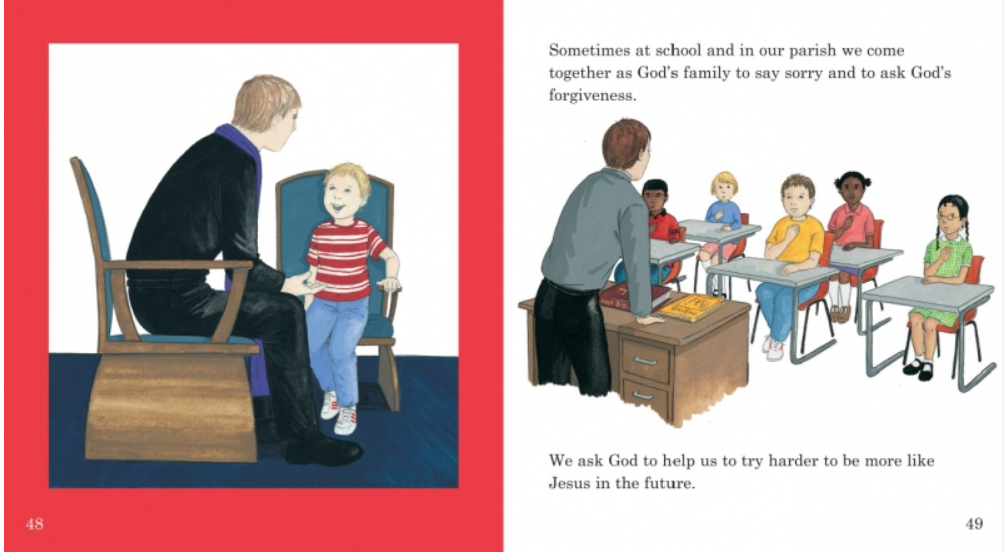 Sometimes at school and in our parish we come
together as God's family to say sorry and to ask God's
forgiveness.
We ask God to help us to try harder to be more like
Jesus in the future.
48
49